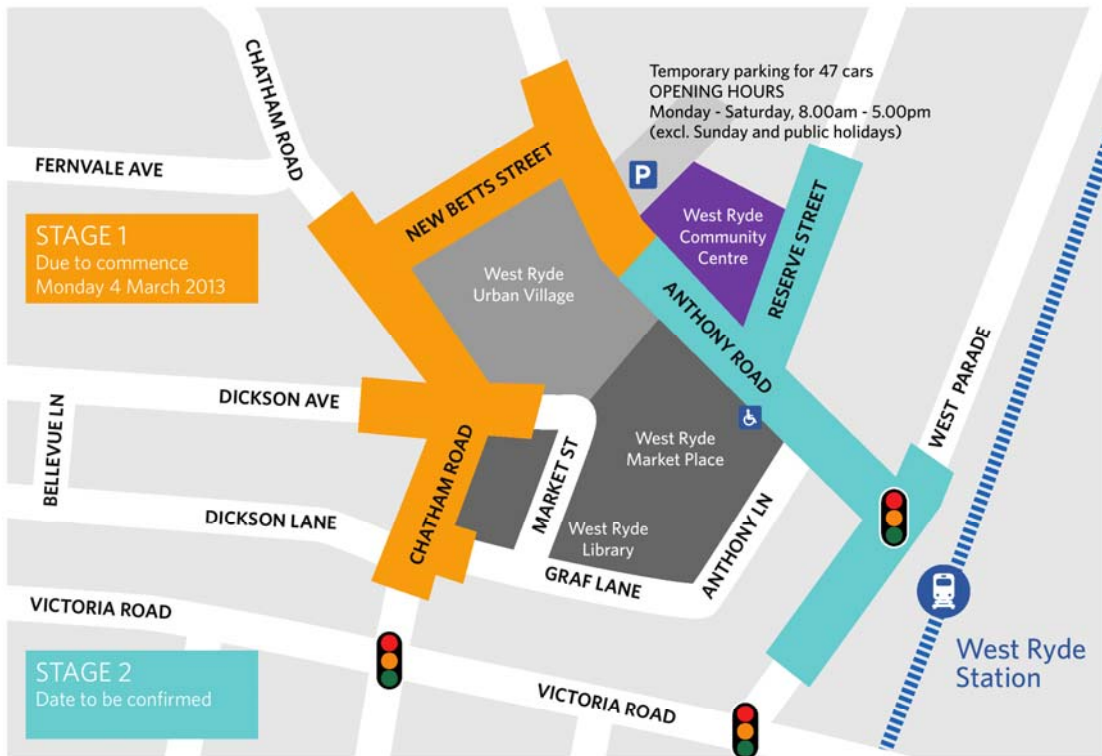 CHATHAM ROAD
Temporary parking for 47 cars
OPENING HOURS
Monday - Saturday, 8.00am - 5.00pm
(excl. Sunday and public holidays)
FERNVALE AVE
NEW BETTS STREET
P
STAGE 1
Due to commence
Monday 4 March 2013
West Ryde
Community
Centre
RESERVE STREET
West Ryde
Urban Village
ANTHONY ROAD
WEST PARADE
DICKSON AVE
BELLEVUE LN
CHATHAM ROAD
MARKET ST
West Ryde
Market Place
DICKSON LANE
West Ryde
Library
ANTHONY LN
GRAF LANE
VICTORIA ROAD
West Ryde
Station
STAGE 2
Date to be confirmed
VICTORIA ROAD